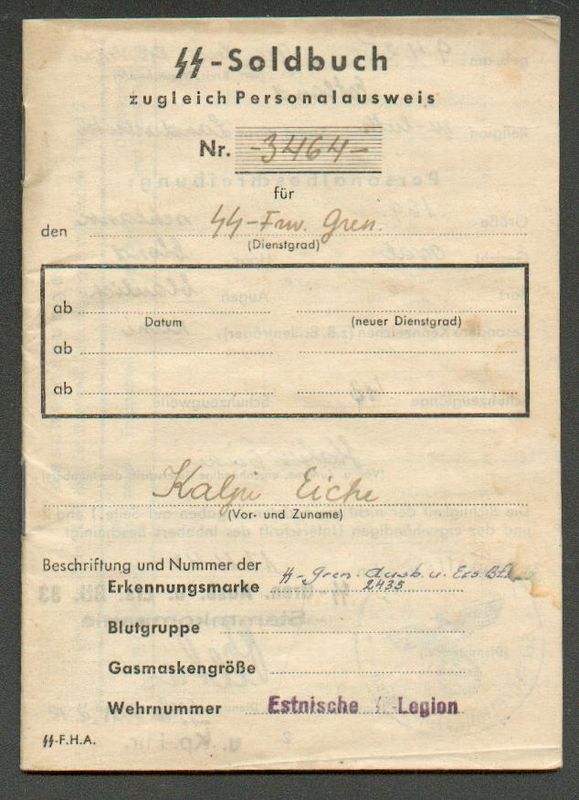 ᛋᛋ-Soldbuch
zugleich Personalausweis
Nr. -3464-
für
den ᛋᛋ-Frw. Gren.
(Dienstgrad)
ab
Datum (neuer Dienstgrad)
ab
ab
Kalju Eiche
(Vor- und Zuname)
Beschriftung und Nummer der
Erkennungsmarke ᛋᛋ-Gren. Ausb. u. Ers. Btl.
2435
Blutgruppe
Gasmaskengröße
Wehrnummer Estnische ᛋᛋ-Legion
ᛋᛋ-F.H.A.